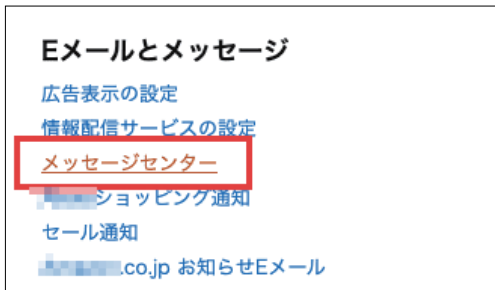 Eメールとメッセージ
広告表示の設定
情報配信サービスの設定
メッセージセンター
ショッピング通知
セール通知
.co.jp お知らせEメール